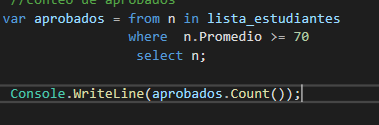 //conteo de aprobados
var aprobados = from n in lista_estudiantes
where n.Promedio >= 70
select n;
Console.WriteLine(aprobados.Count());